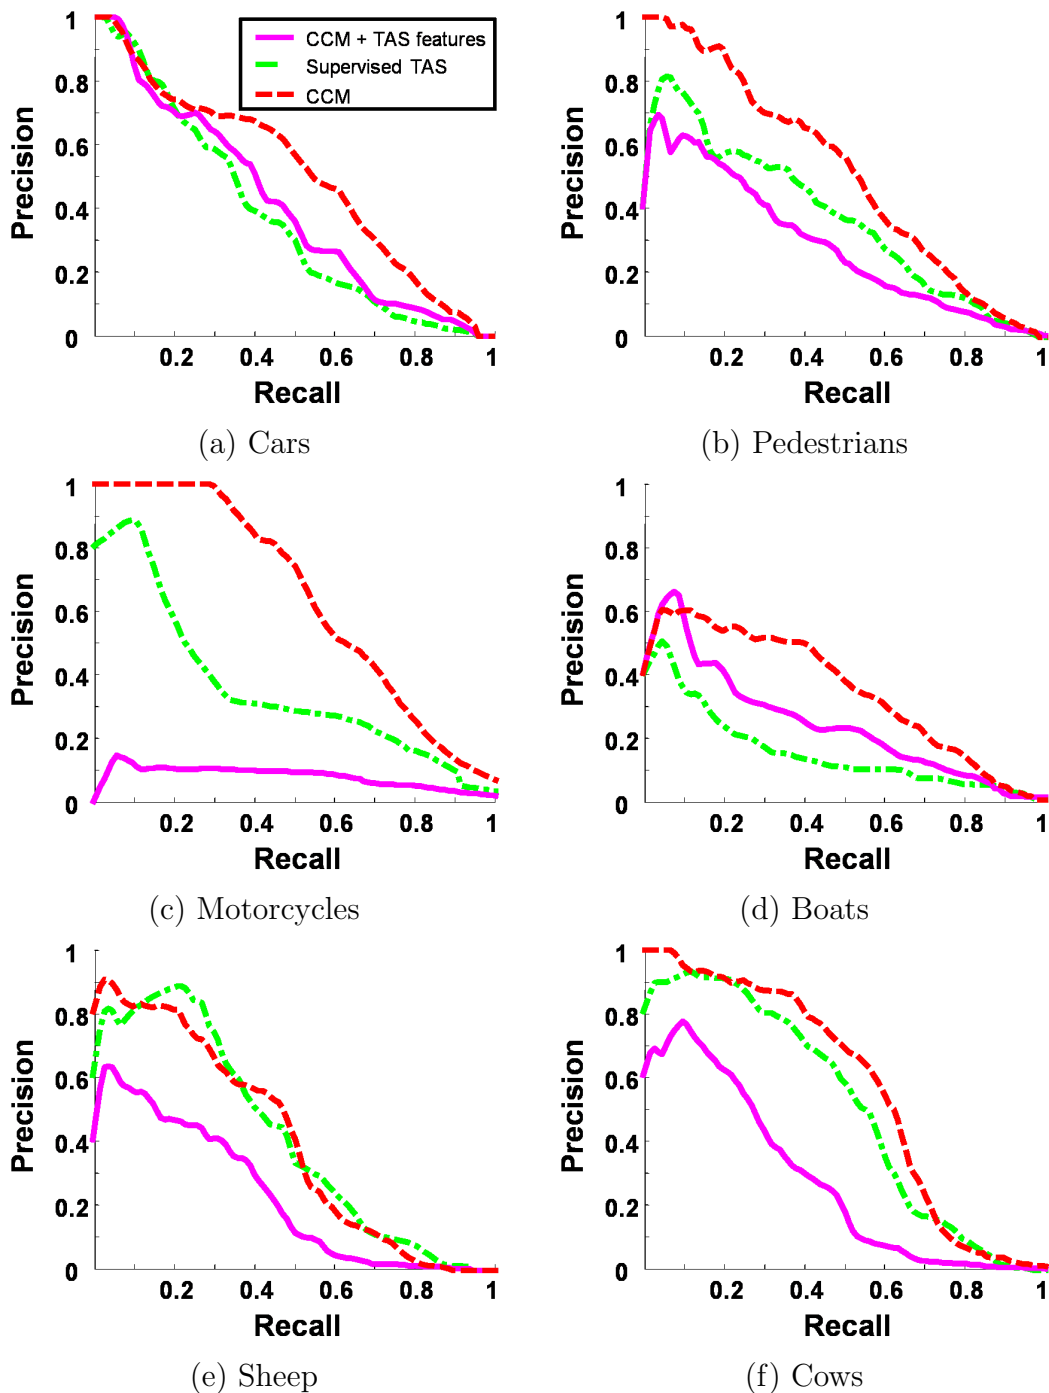 1
0.8
0.6
0.4
0.2
0
Precision
CCM + TAS features
Supervised TAS
CCM
0.2 0.4 0.6 0.8 1
Recall
(a) Cars
1
0.8
0.6
0.4
0.2
0
Precision
0.2 0.4 0.6 0.8 1
Recall
(b) Pedestrians
1
0.8
0.6
0.4
0.2
0
Precision
0.2 0.4 0.6 0.8 1
Recall
(c) Motorcycles
1
0.8
0.6
0.4
0.2
0
Precision
0.2 0.4 0.6 0.8 1
Recall
(d) Boats
1
0.8
0.6
0.4
0.2
0
Precision
0.2 0.4 0.6 0.8 1
Recall
(e) Sheep
1
0.8
0.6
0.4
0.2
0
Precision
0.2 0.4 0.6 0.8 1
Recall
(f) Cows